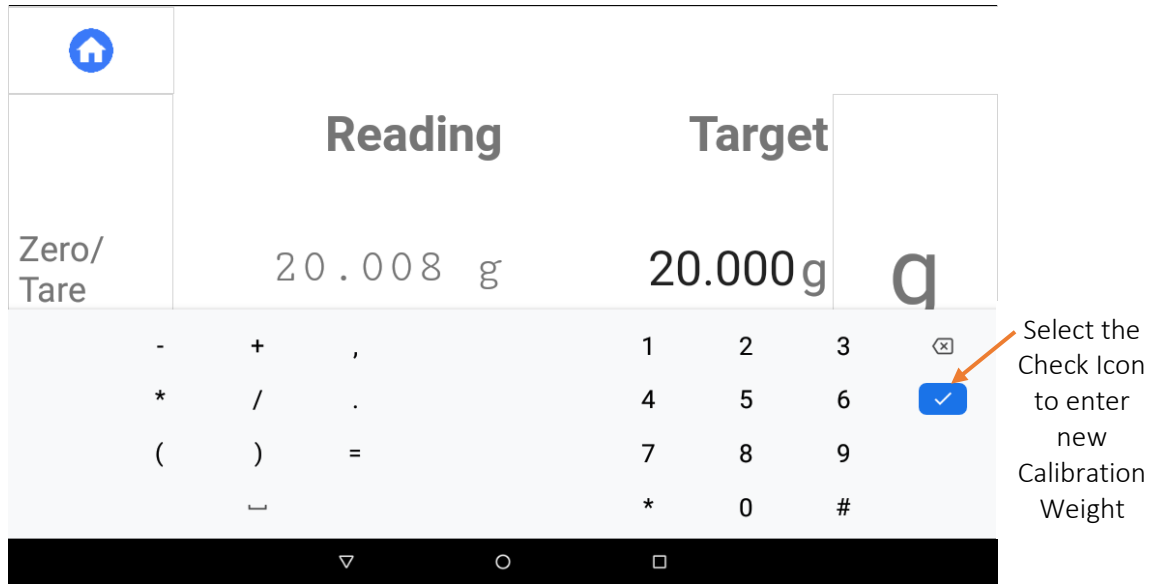 Reading Target
Zero/
Tare
20.008 g 20.000g g
- + , 1 2 3
* / . 4 5 6
( ) = 7 8 9
* 0 #
Select the
Check Icon
to enter
new
Calibration
Weight